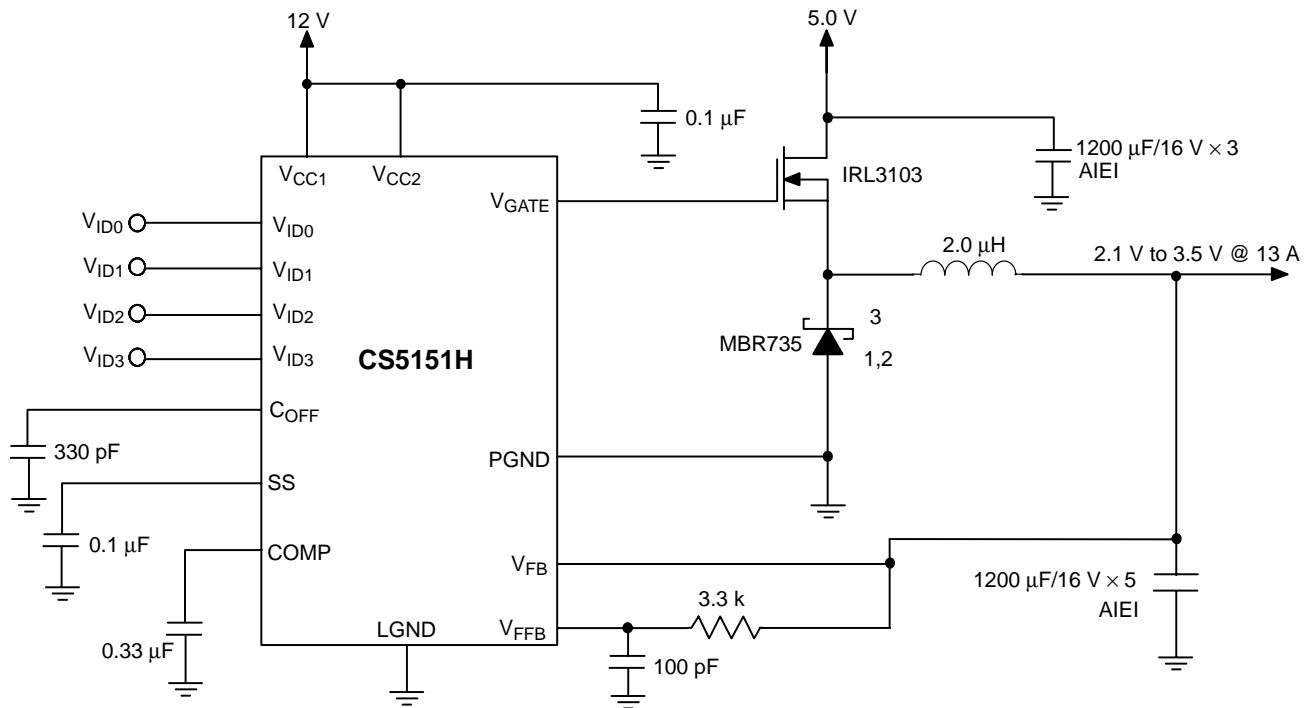 12 V
5.0 V
0.1 μF
1200 μF/16 V × 3
AIEI
VCC1
VCC2
IRL3103
VGATE
VID0
VID0
VID1
VID1
VID2
VID2
VID3
VID3
2.0 μH
2.1 V to 3.5 V @ 13 A
3
MBR735
1,2
CS5151H
COFF
330 pF
PGND
SS
0.1 μF
COMP
VFB
1200 μF/16 V × 5
AIEI
3.3 k
LGND
VFFB
0.33 μF
100 pF